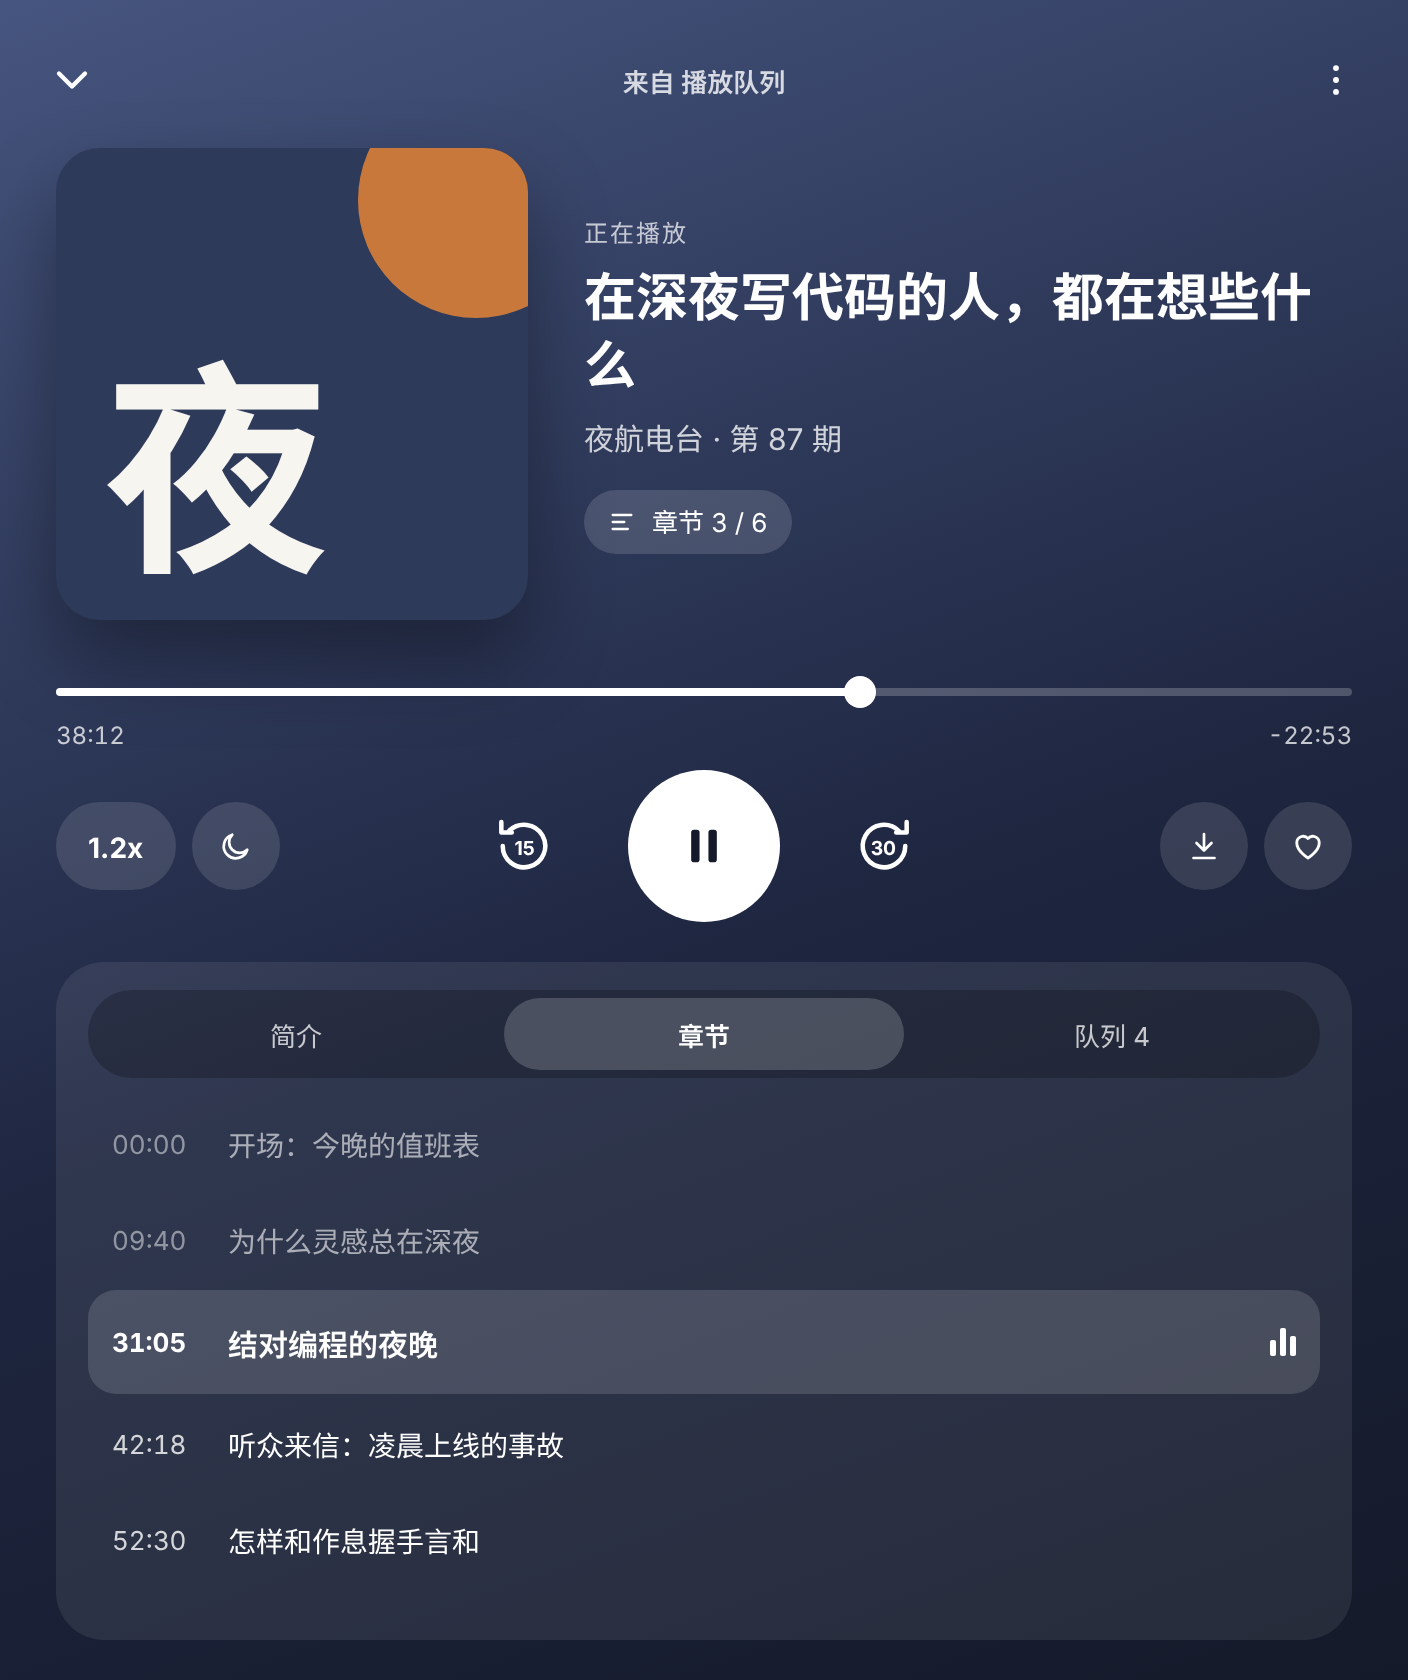 来自 播放队列
夜
正在播放
在深夜写代码的人，都在想些什
么
夜航电台 · 第 87 期
章节 3 / 6
38:12
-22:53
1.2x
15
30
简介
章节
队列 4
00:00 开场：今晚的值班表
09:40 为什么灵感总在深夜
31:05 结对编程的夜晚
42:18 听众来信：凌晨上线的事故
52:30 怎样和作息握手言和